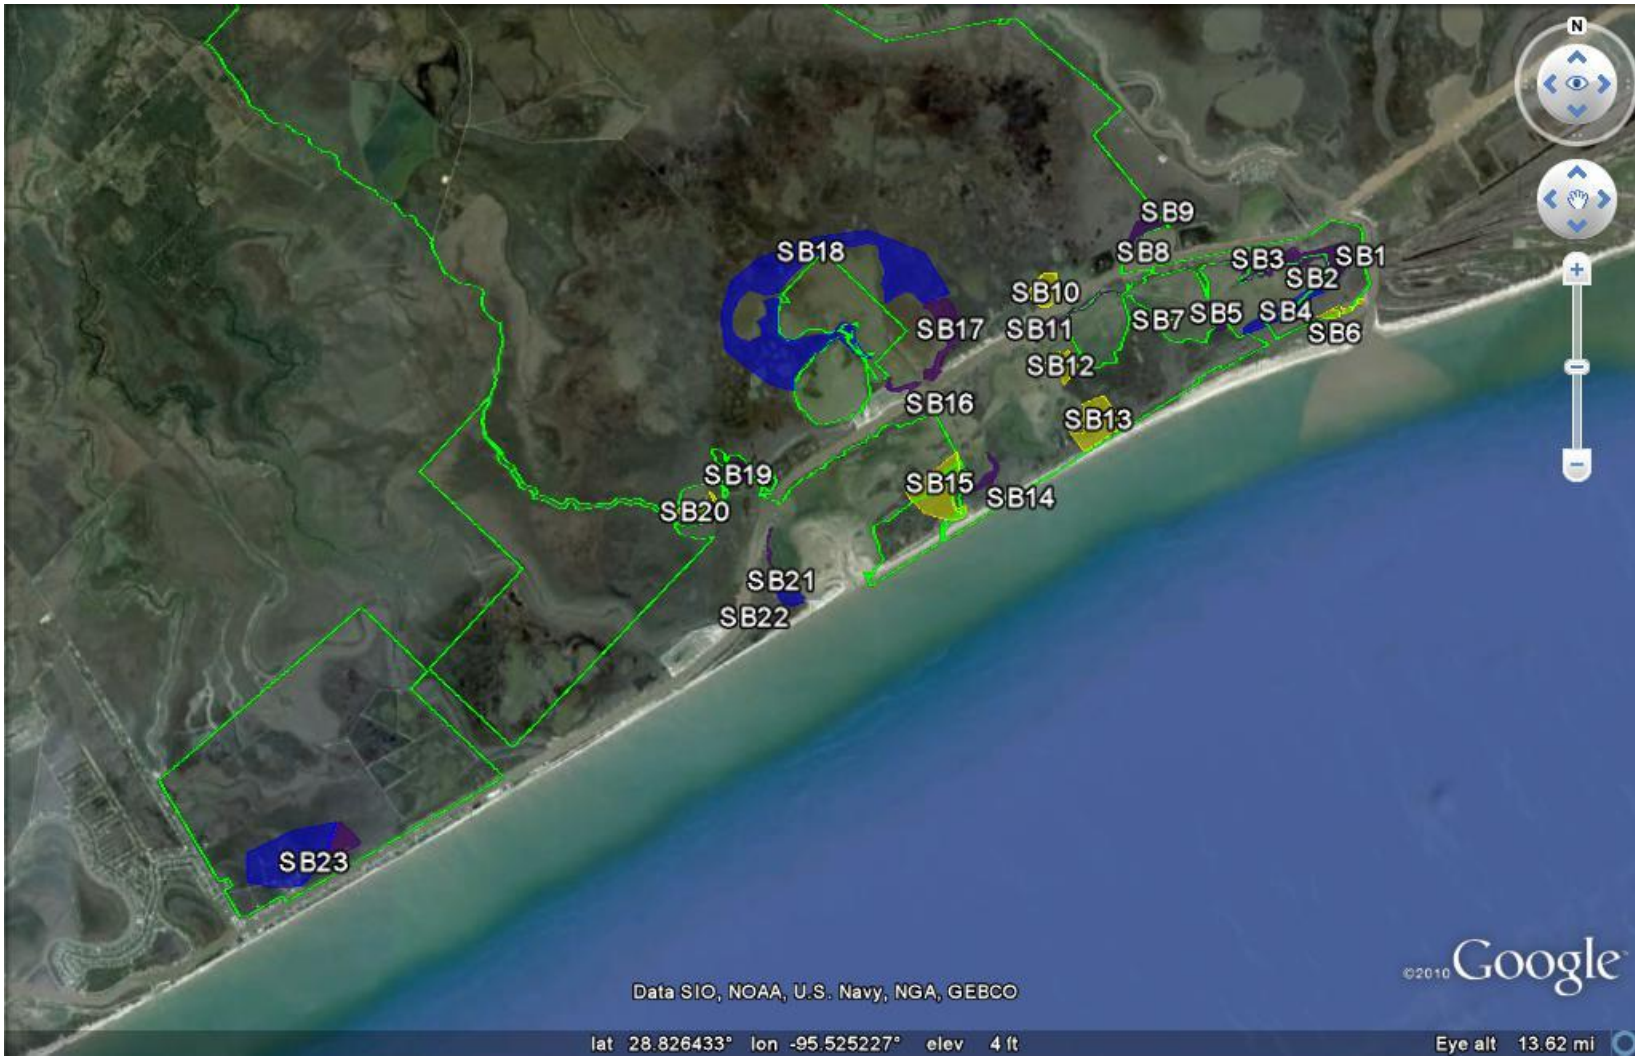 N
SB9
SB18
SB8
SB3
SB1
SB2
SB10
SB17
SB11
SB7
SB5
SB4
SB6
SB12
SB16
SB13
SB19
SB15
SB14
SB20
SB21
SB22
SB23
©2010 Google
Data SIO, NOAA, U.S. Navy, NGA, GEBCO
lat 28.826433° lon -95.525227° elev 4 ft
Eye alt 13.62 mi